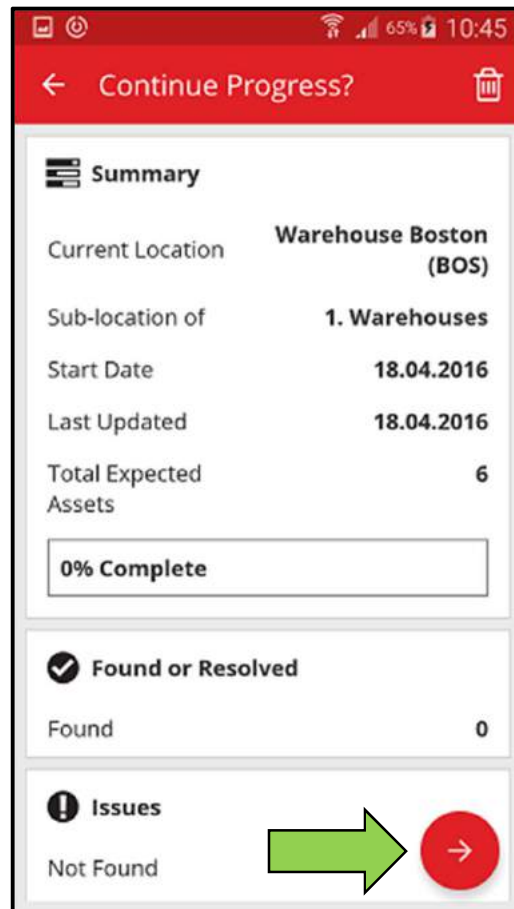 65% 10:45
Continue Progress?
Summary
Current Location Warehouse Boston
(BOS)
Sub-location of 1. Warehouses
Start Date 18.04.2016
Last Updated 18.04.2016
Total Expected 6
Assets
0% Complete
Found or Resolved
Found 0
Issues
Not Found